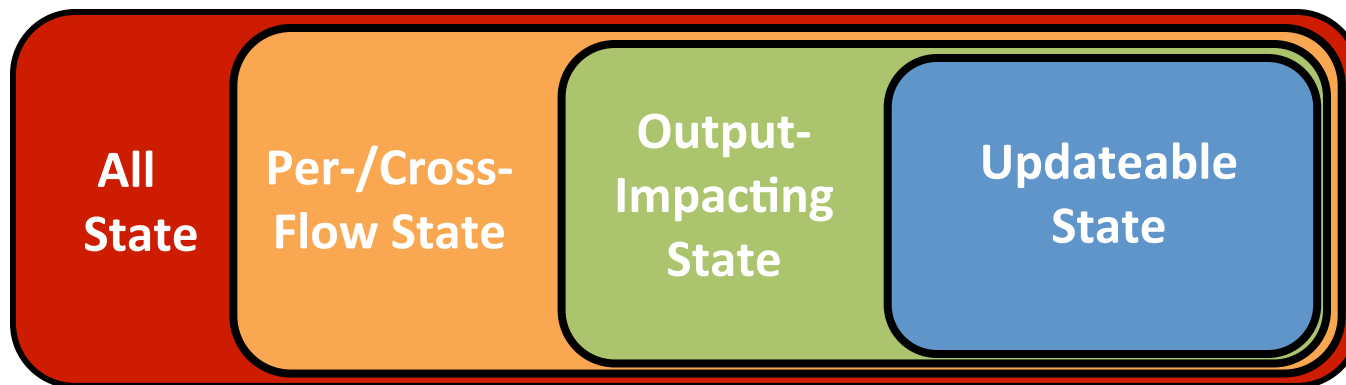 All
State
Per-/Cross-
Flow State
Output-
Impacting
State
Updateable
State